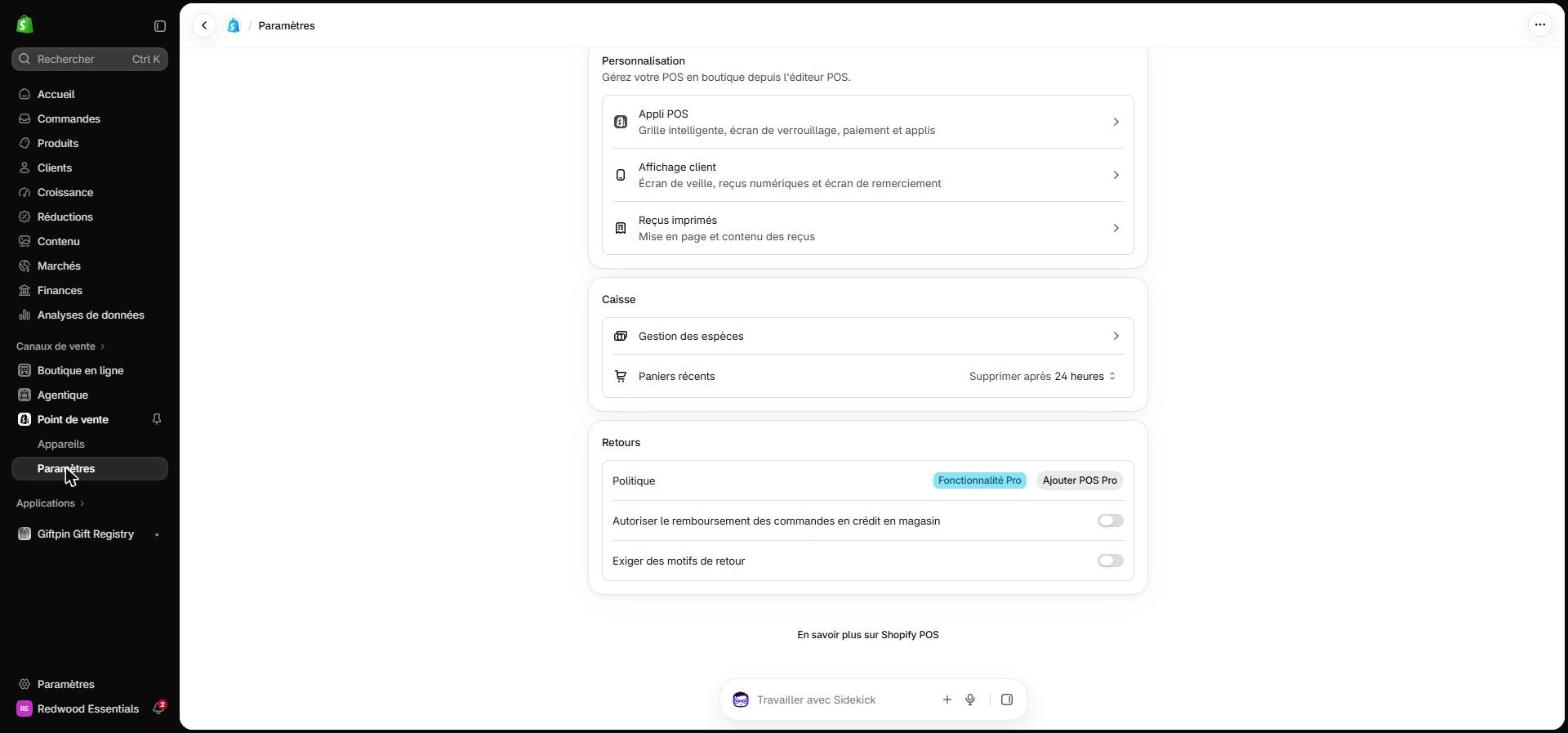 Rechercher Ctrl K
Accueil
Commandes
Produits
Clients
Croissance
Réductions
Contenu
Marchés
Finances
Analyses de données
Canaux de vente
Boutique en ligne
Agentique
Point de vente
Appareils
Paramètres
Applications
Giftpin Gift Registry
Paramètres
RE Redwood Essentials 2
/ Paramètres
Personnalisation
Gérez votre POS en boutique depuis l'éditeur POS.
Appli POS
Grille intelligente, écran de verrouillage, paiement et applis
Affichage client
Écran de veille, reçus numériques et écran de remerciement
Reçus imprimés
Mise en page et contenu des reçus
Caisse
Gestion des espèces
Paniers récents Supprimer après 24 heures
Retours
Politique Fonctionnalité Pro Ajouter POS Pro
Autoriser le remboursement des commandes en crédit en magasin
Exiger des motifs de retour
En savoir plus sur Shopify POS
Travailler avec Sidekick